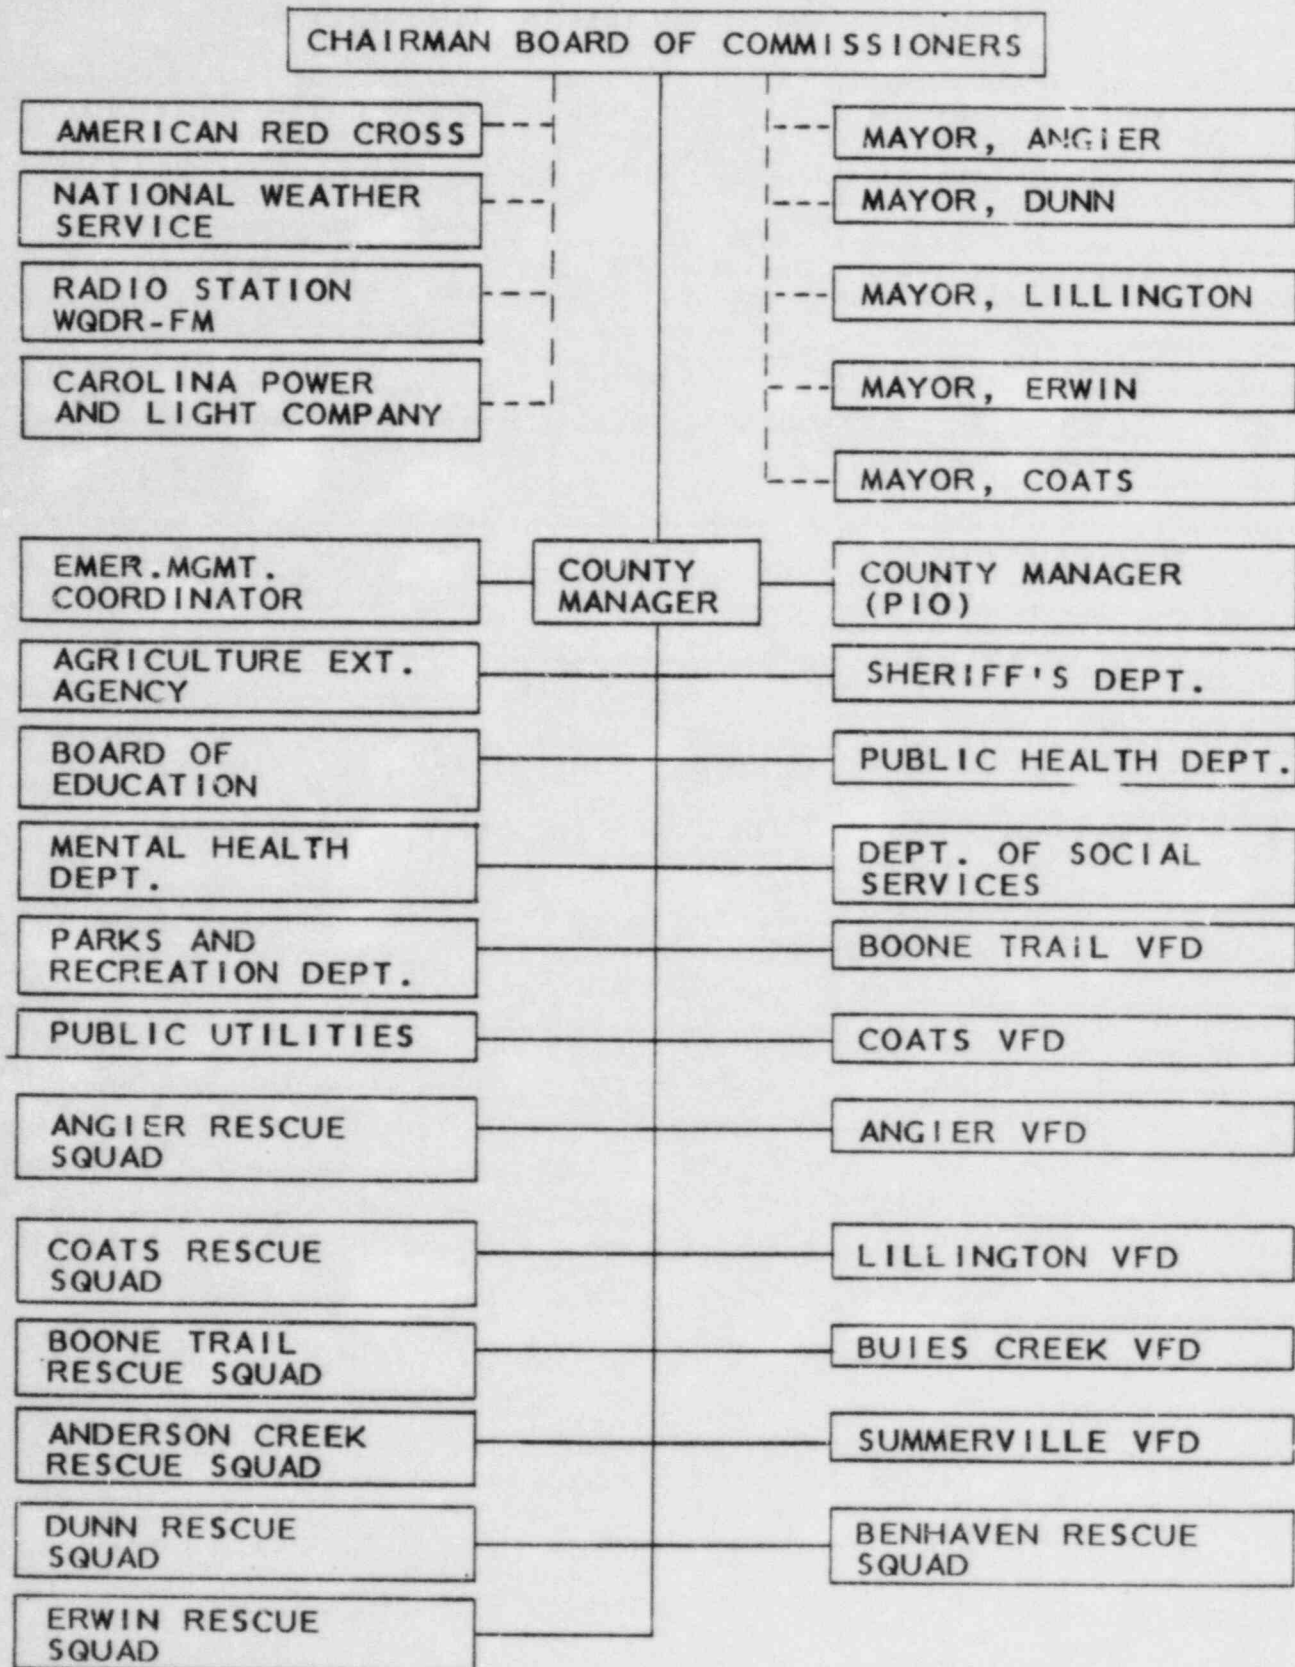 CHAIRMAN BOARD OF COMMISSIONERS
AMERICAN RED CROSS
NATIONAL WEATHER
SERVICE
RADIO STATION
WQDR-FM
CAROLINA POWER
AND LIGHT COMPANY
MAYOR, ANGIER
MAYOR, DUNN
MAYOR, LILLINGTON
MAYOR, ERWIN
MAYOR, COATS
EMER.MGMT.
COORDINATOR
COUNTY
MANAGER
COUNTY MANAGER
(PIO)
AGRICULTURE EXT.
AGENCY
SHERIFF'S DEPT.
BOARD OF
EDUCATION
PUBLIC HEALTH DEPT.
MENTAL HEALTH
DEPT.
DEPT. OF SOCIAL
SERVICES
PARKS AND
RECREATION DEPT.
BOONE TRAIL VFD
PUBLIC UTILITIES
COATS VFD
ANGIER RESCUE
SQUAD
ANGIER VFD
COATS RESCUE
SQUAD
LILLINGTON VFD
BOONE TRAIL
RESCUE SQUAD
BUIES CREEK VFD
ANDERSON CREEK
RESCUE SQUAD
SUMMERVILLE VFD
DUNN RESCUE
SQUAD
BENHAVEN RESCUE
SQUAD
ERWIN RESCUE
SQUAD